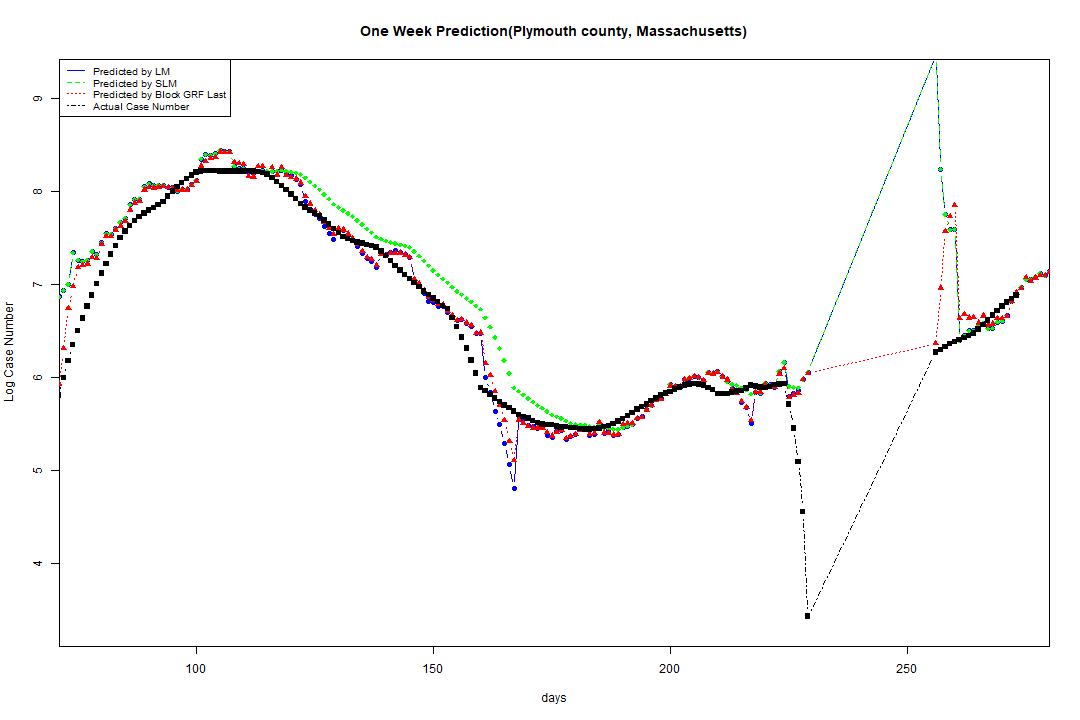 One Week Prediction(Plymouth county, Massachusetts)
Predicted by LM
Predicted by SLM
Predicted by Block GRF Last
Actual Case Number
9
8
7
6
5
4
Log Case Number
100 150 200 250
days